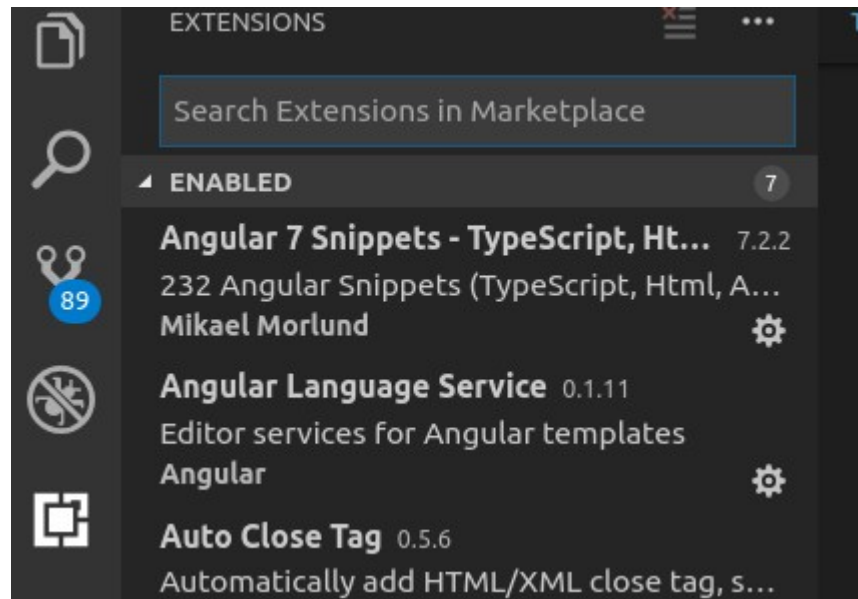 EXTENSIONS
Search Extensions in Marketplace
ENABLED 7
Angular 7 Snippets - TypeScript, Ht... 7.2.2
232 Angular Snippets (TypeScript, Html, A...
Mikael Morlund
89
Angular Language Service 0.1.11
Editor services for Angular templates
Angular
Auto Close Tag 0.5.6
Automatically add HTML/XML close tag, s...